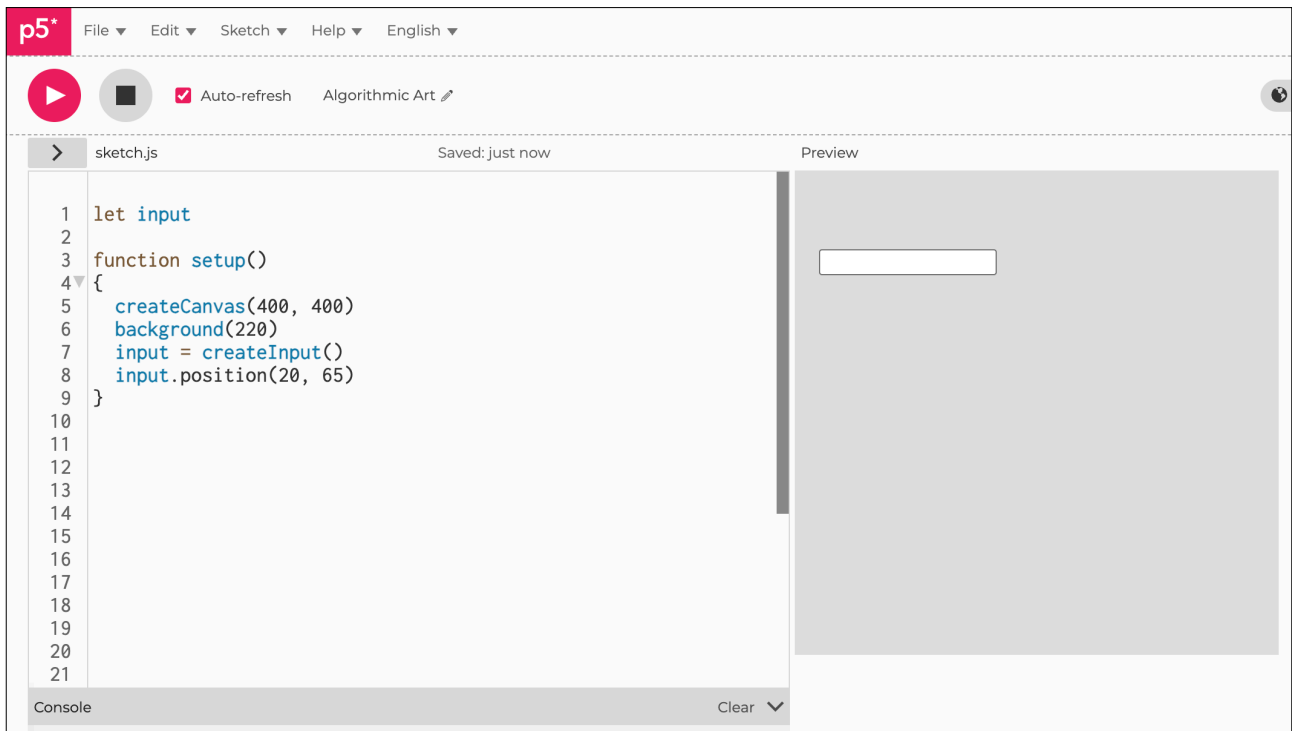 p5* File Edit Sketch Help English
Auto-refresh Algorithmic Art
sketch.js Saved: just now Preview
1 let input
2
3 function setup()
4 {
5   createCanvas(400, 400)
6   background(220)
7   input = createInput()
8   input.position(20, 65)
9 }
10
11
12
13
14
15
16
17
18
19
20
21
Console Clear